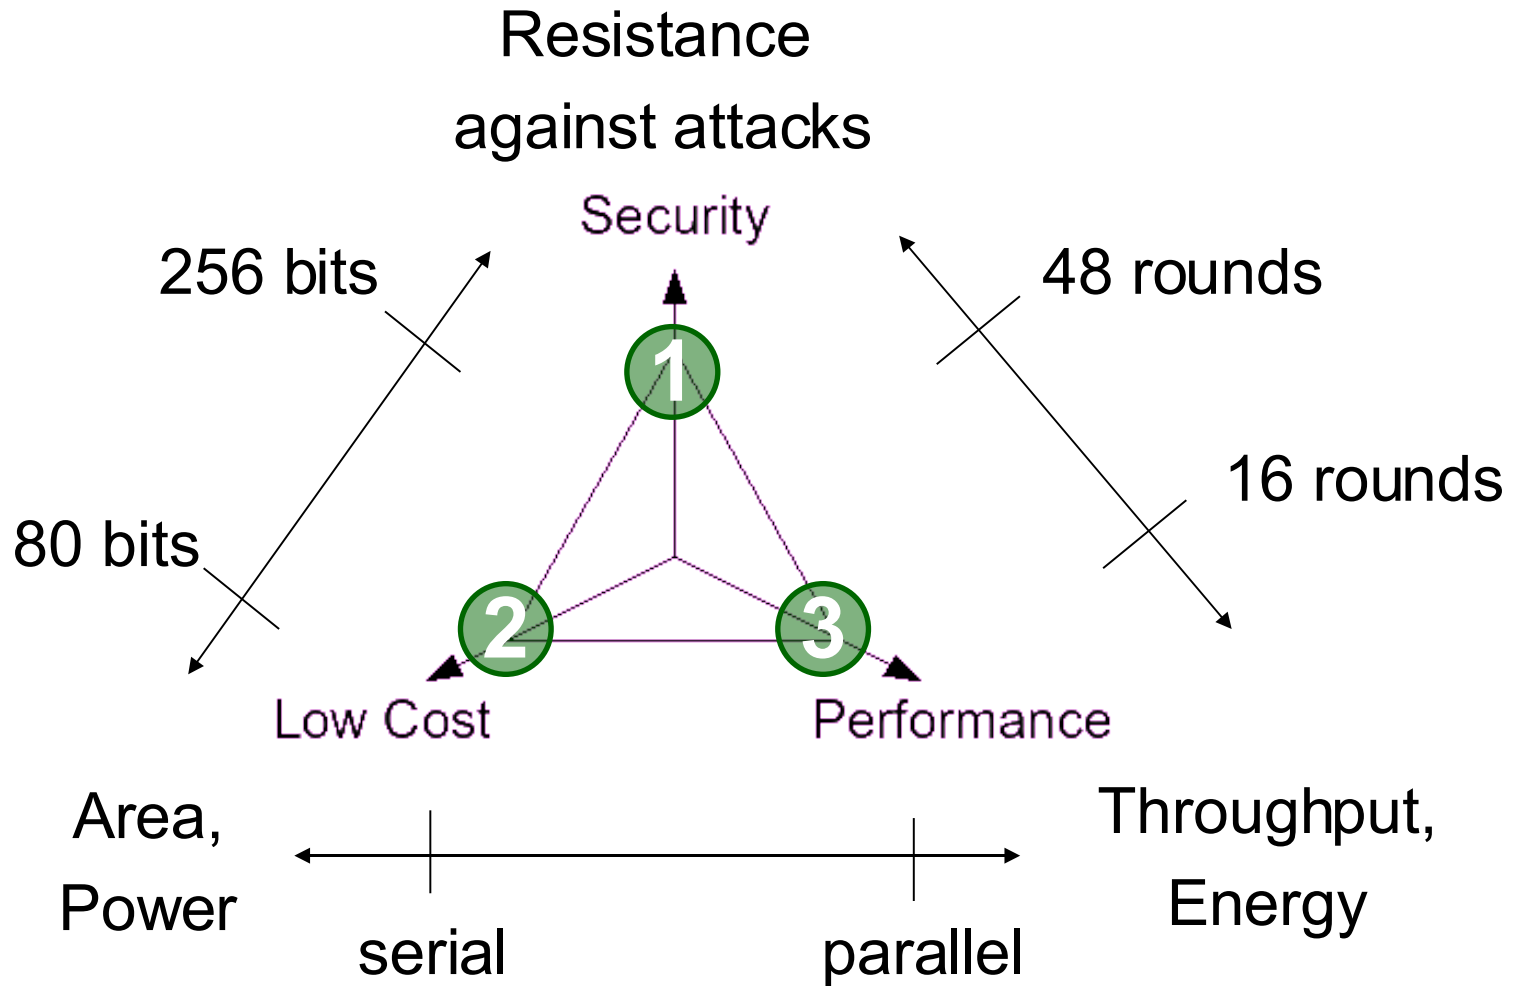 Resistance
against attacks
Security
256 bits
48 rounds
1
16 rounds
80 bits
2
3
Low Cost
Performance
Area,
Power
Throughput,
Energy
serial
parallel